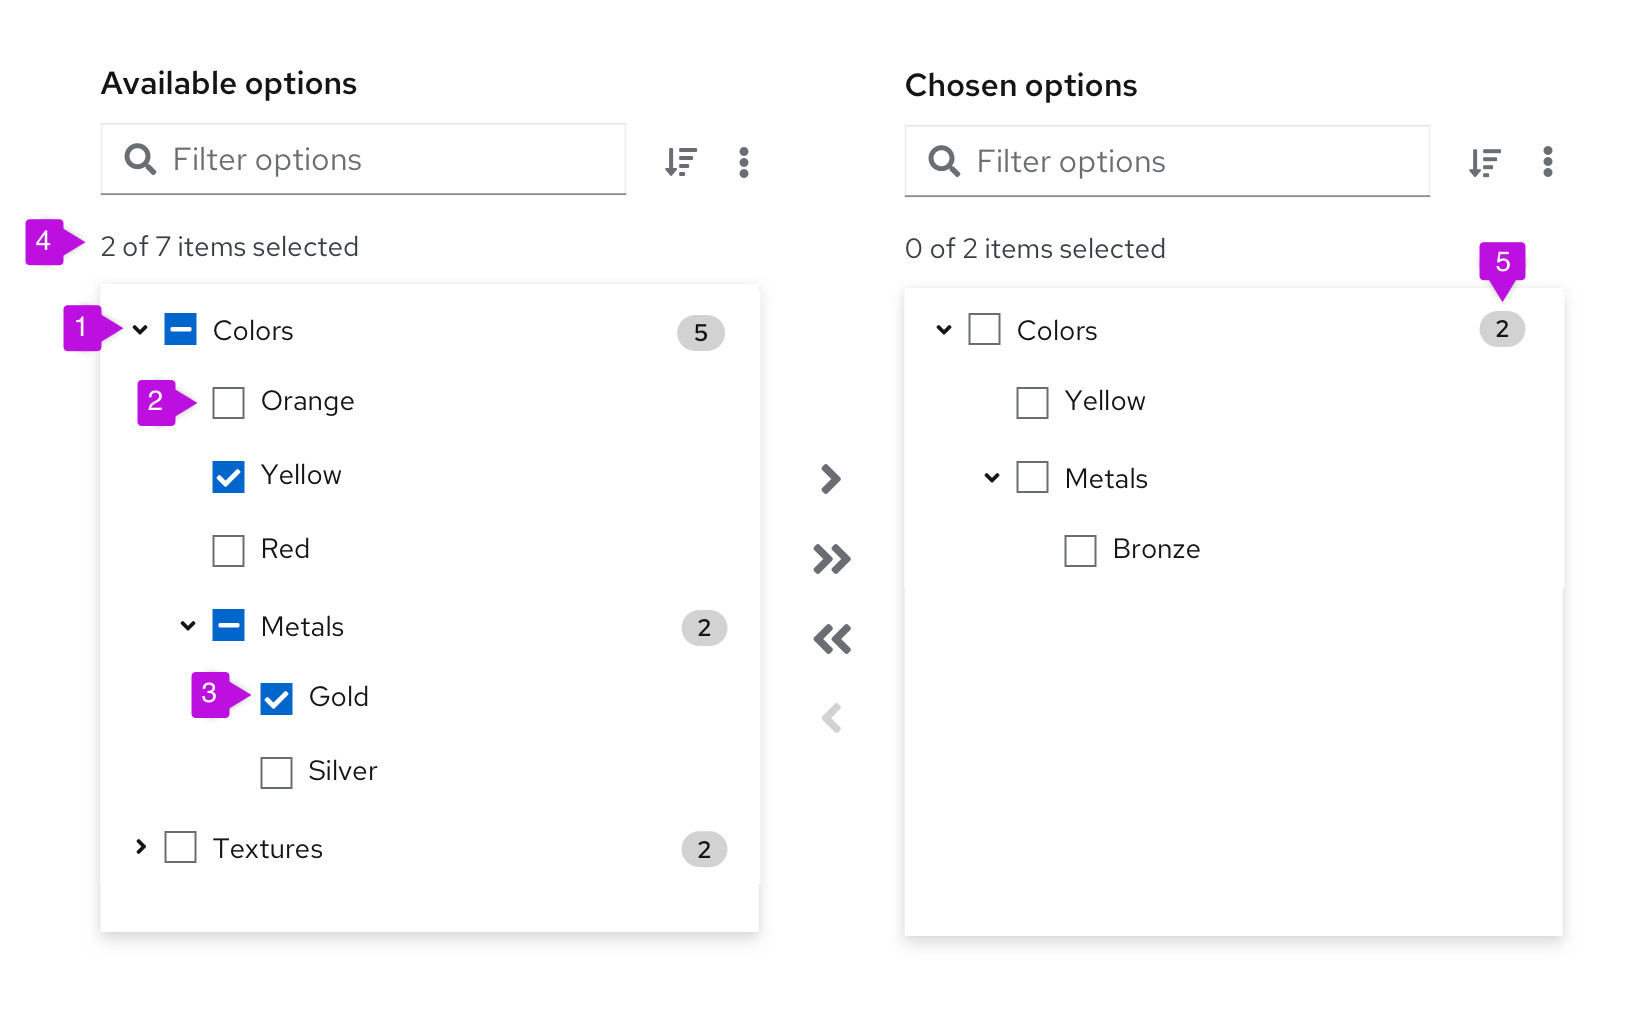 Available options
Filter options
4
2 of 7 items selected
1
Colors
5
2
Orange
Yellow
Red
Metals
2
3
Gold
Silver
Textures
2
Chosen options
Filter options
0 of 2 items selected
5
Colors
2
Yellow
Metals
Bronze